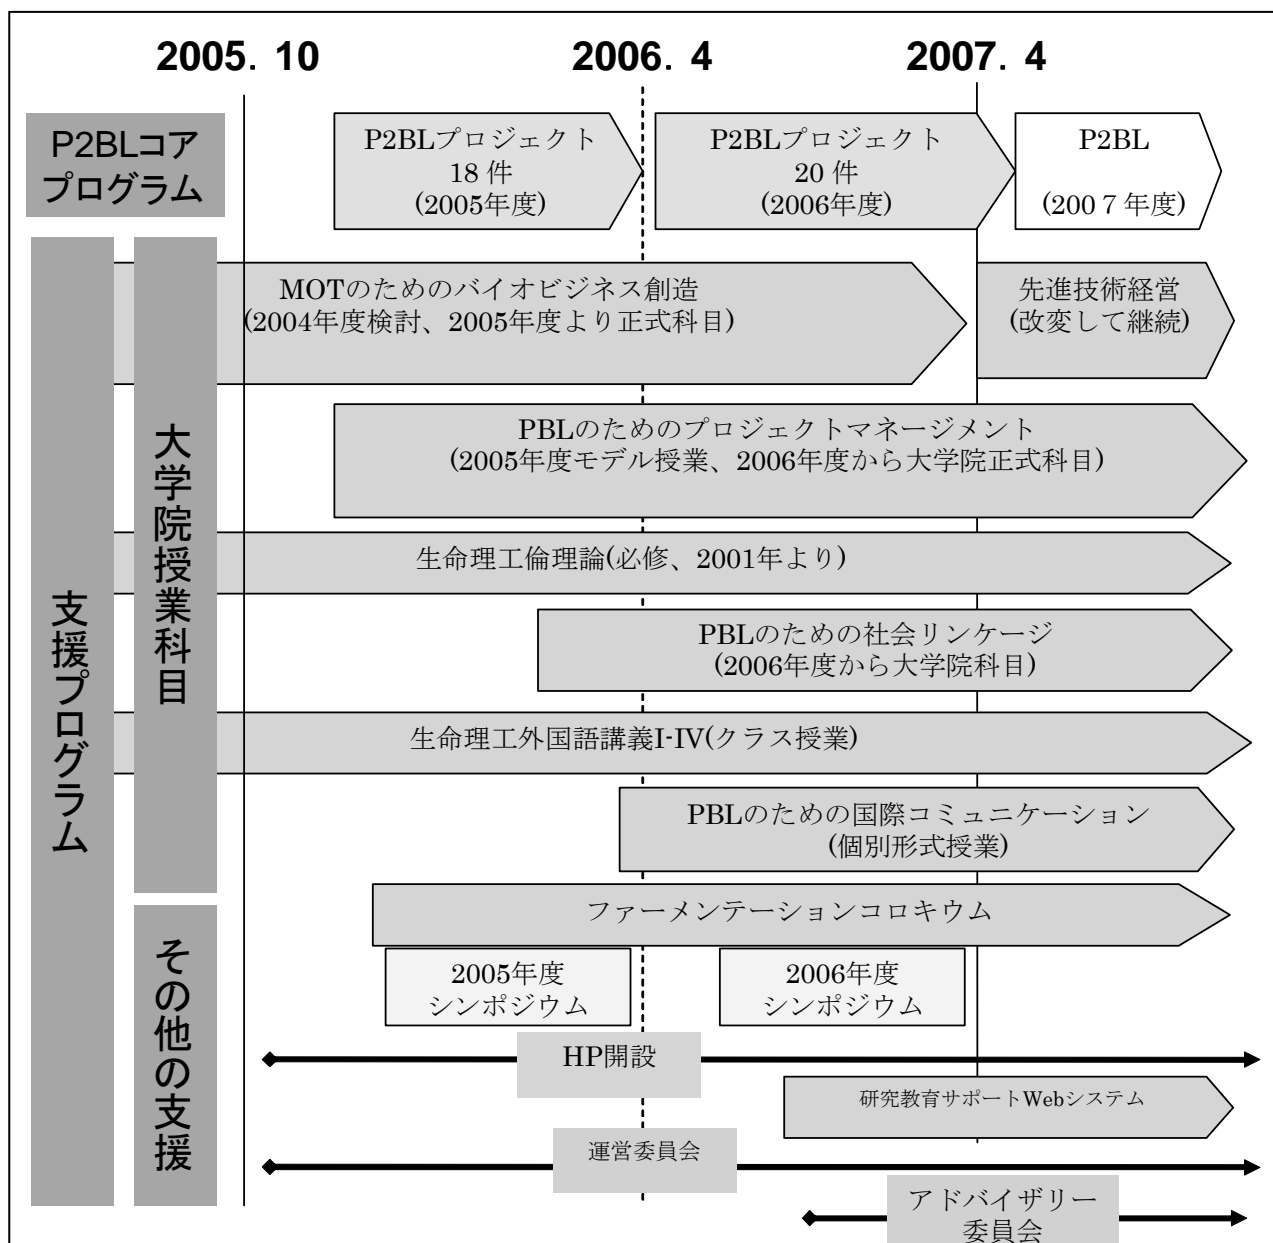 2005. 10
2006. 4
2007. 4
P2BLコア
プログラム
P2BLプロジェクト
18 件
(2005年度)
P2BLプロジェクト
20 件
(2006年度)
P2BL
(200７年度)
支援プログラム
大学院授業科目
MOTのためのバイオビジネス創造
(2004年度検討、2005年度より正式科目)
先進技術経営
(改変して継続)
PBLのためのプロジェクトマネージメント
(2005年度モデル授業、2006年度から大学院正式科目)
生命理工倫理論(必修、2001年より)
PBLのための社会リンケージ
(2006年度から大学院科目)
生命理工外国語講義I-IV(クラス授業)
PBLのための国際コミュニケーション
(個別形式授業)
その他の支援
ファーメンテーションコロキウム
2005年度
シンポジウム
2006年度
シンポジウム
HP開設
研究教育サポートWebシステム
運営委員会
アドバイザリー
委員会